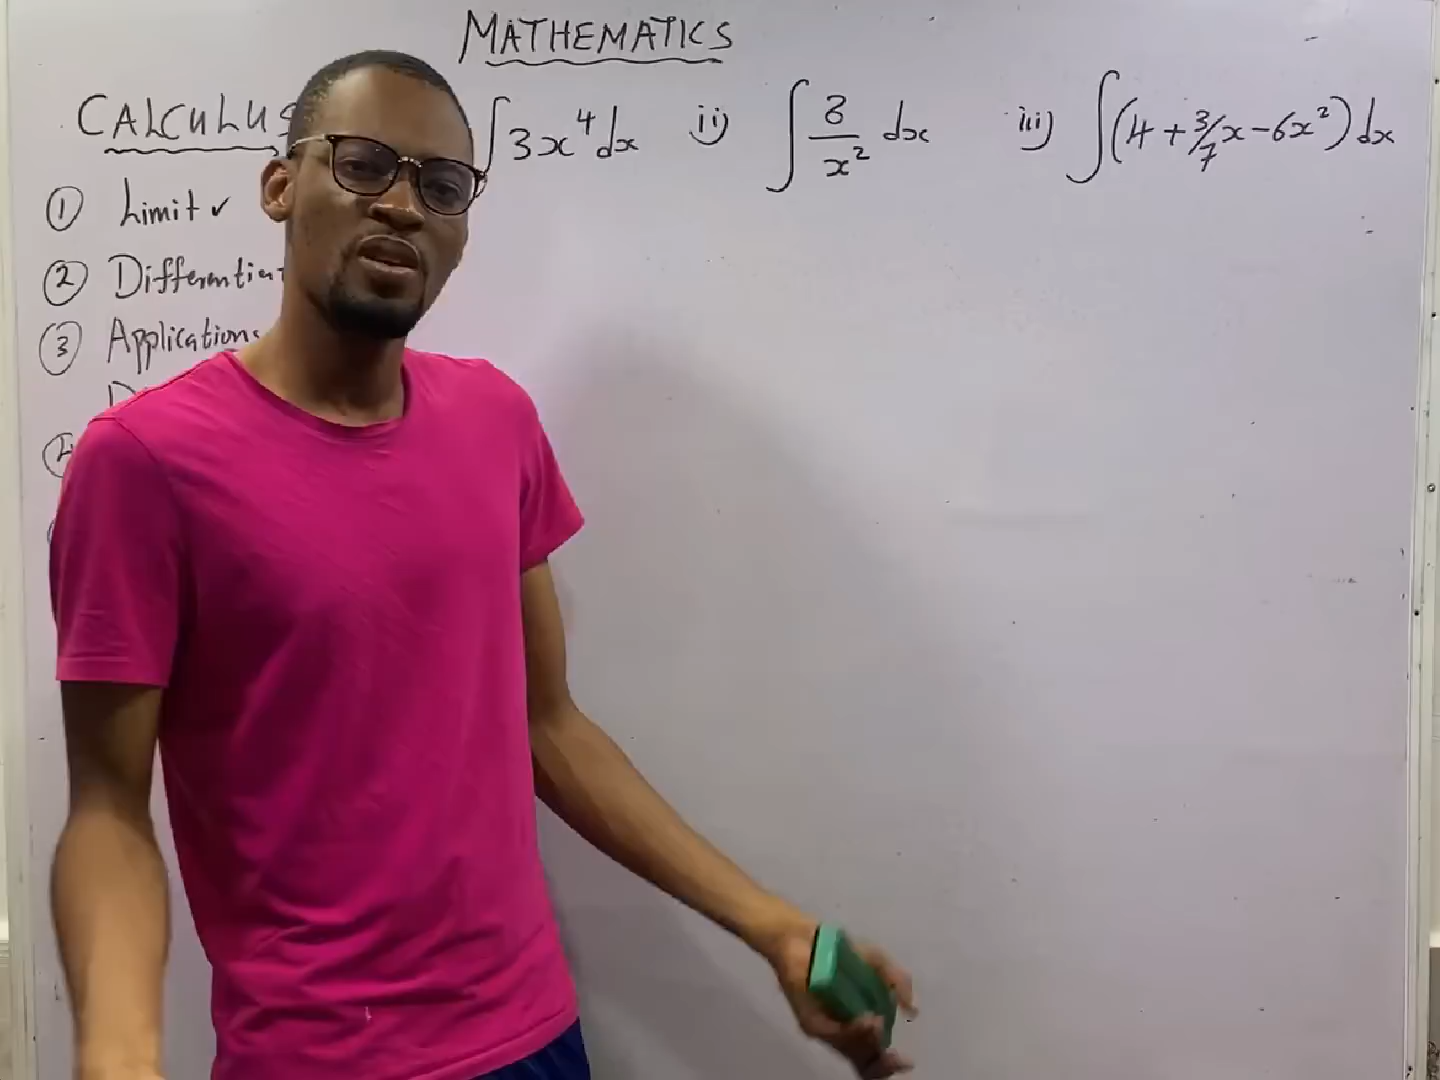 MATHEMATICS
CALCULUS
∫3x⁴dx ii) ∫8/x² dx iii) ∫(4+3/7x-6x²)dx
① Limit ✓
②
③ Applications